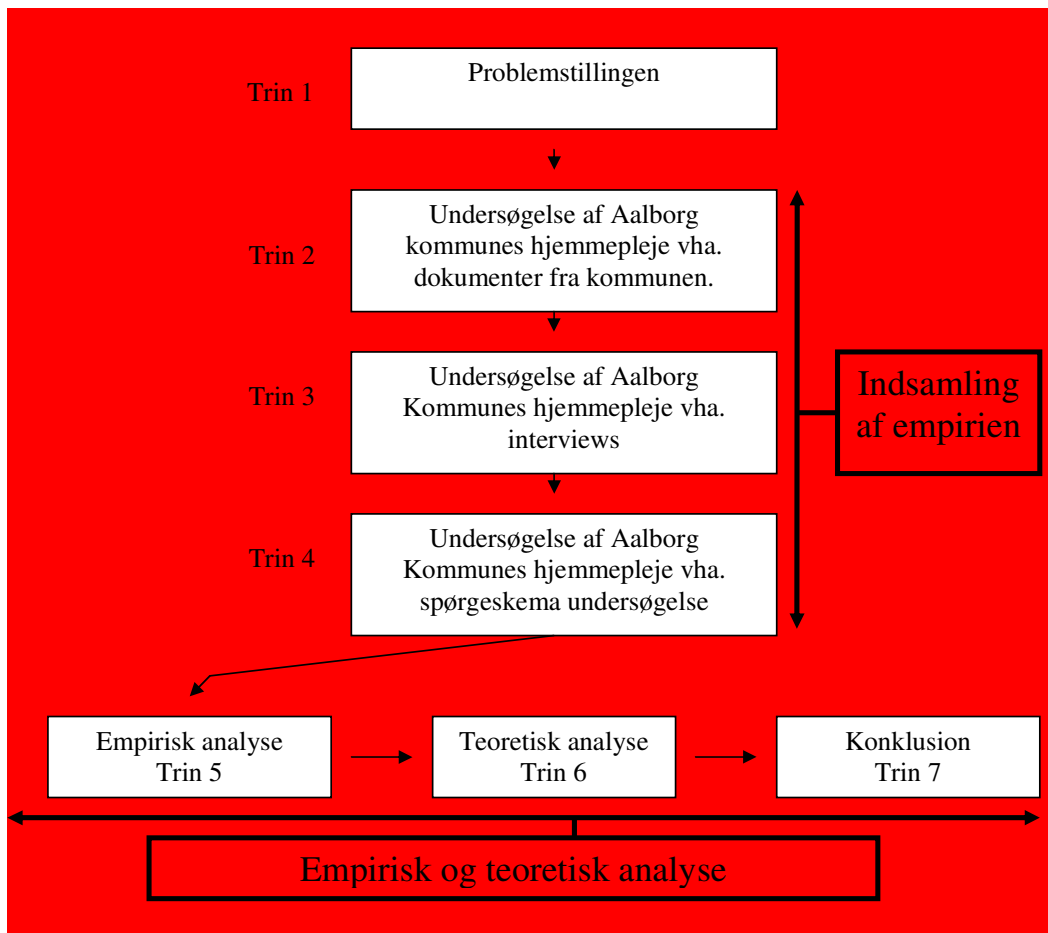 Trin 1
Problemstillingen
Trin 2
Undersøgelse af Aalborg
kommunes hjemmepleje vha.
dokumenter fra kommunen.
Trin 3
Undersøgelse af Aalborg
Kommunes hjemmepleje vha.
interviews
Indsamling
af empirien
Trin 4
Undersøgelse af Aalborg
Kommunes hjemmepleje vha.
spørgeskema undersøgelse
Empirisk analyse
Trin 5
Teoretisk analyse
Trin 6
Konklusion
Trin 7
Empirisk og teoretisk analyse